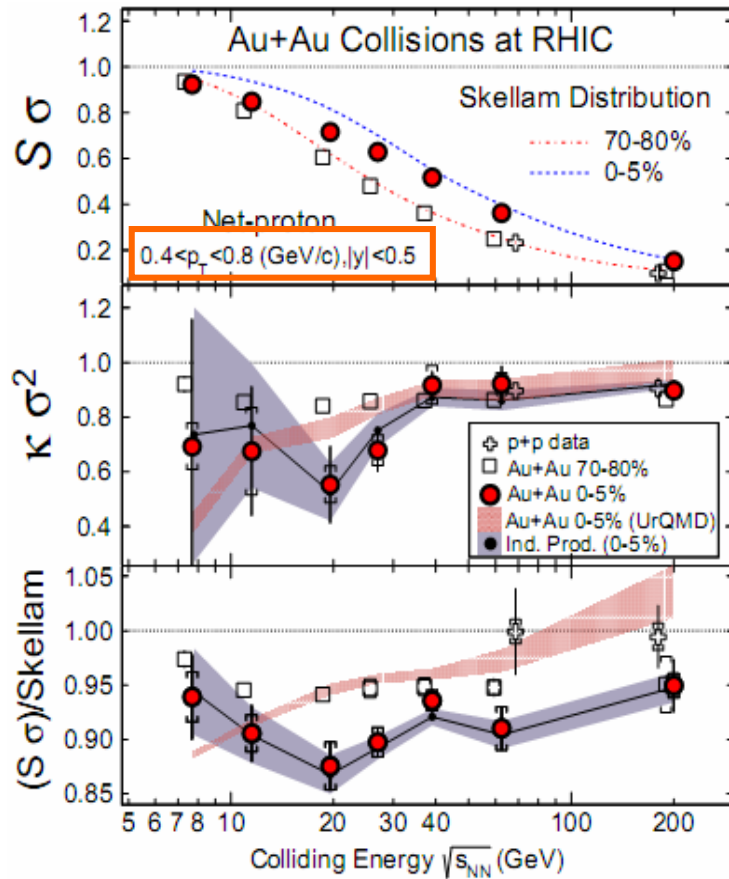 Au+Au Collisions at RHIC
Skellam Distribution
70-80%
0-5%
Net-proton
0.4<p_T<0.8 (GeV/c),|y|<0.5
S σ
1.2
1.0
0.8
0.6
0.4
0.2
κ σ²
1.2
1.0
0.8
0.6
0.4
p+p data
Au+Au 70-80%
Au+Au 0-5%
Au+Au 0-5% (UrQMD)
Ind. Prod. (0-5%)
(S σ)/Skellam
1.05
1.00
0.95
0.90
0.85
5 6 7 8 10 20 30 40 100 200
Colliding Energy √s_NN (GeV)